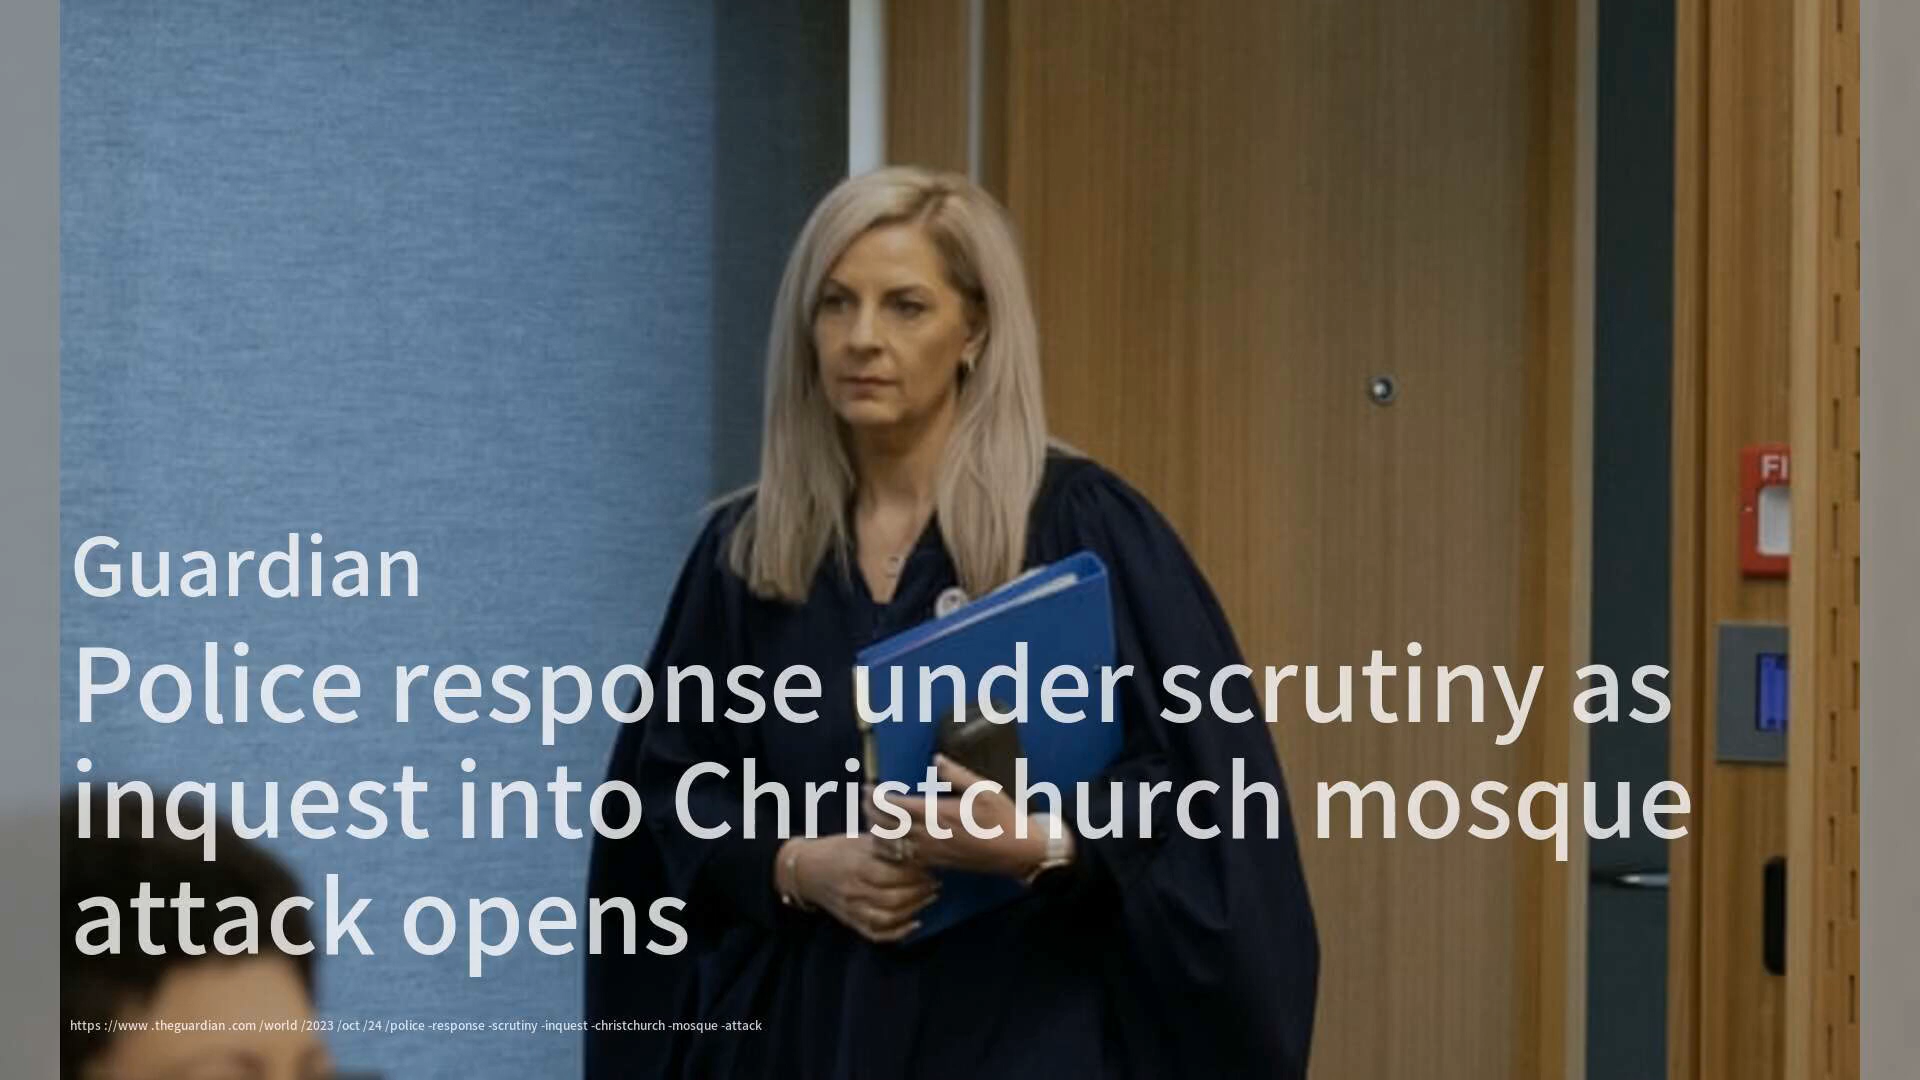 FI
Guardian
Police response under scrutiny as
inquest into Christchurch mosque
attack opens
https ://www .theguardian .com /world /2023 /oct /24 /police -response -scrutiny -inquest -christchurch -mosque -attack